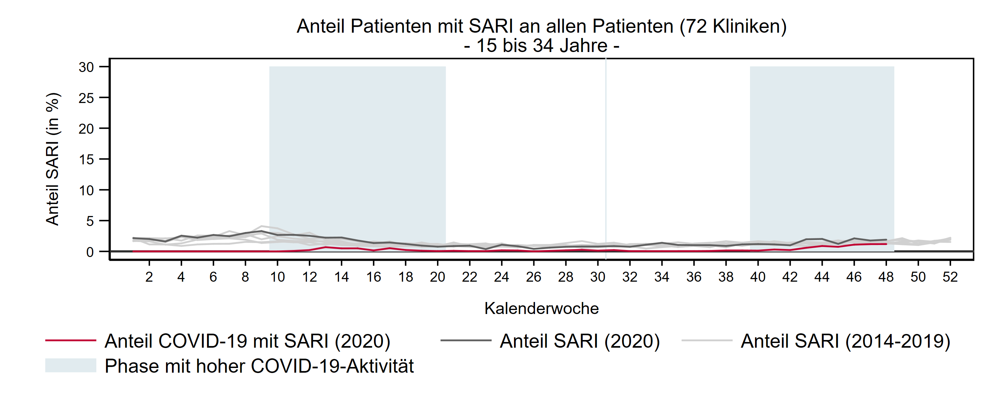 Anteil Patienten mit SARI an allen Patienten (72 Kliniken)
- 15 bis 34 Jahre -
Anteil SARI (in %)
30
25
20
15
10
5
0
2 4 6 8 10 12 14 16 18 20 22 24 26 28 30 32 34 36 38 40 42 44 46 48 50 52
Kalenderwoche
Anteil COVID-19 mit SARI (2020) Anteil SARI (2020) Anteil SARI (2014-2019)
Phase mit hoher COVID-19-Aktivität